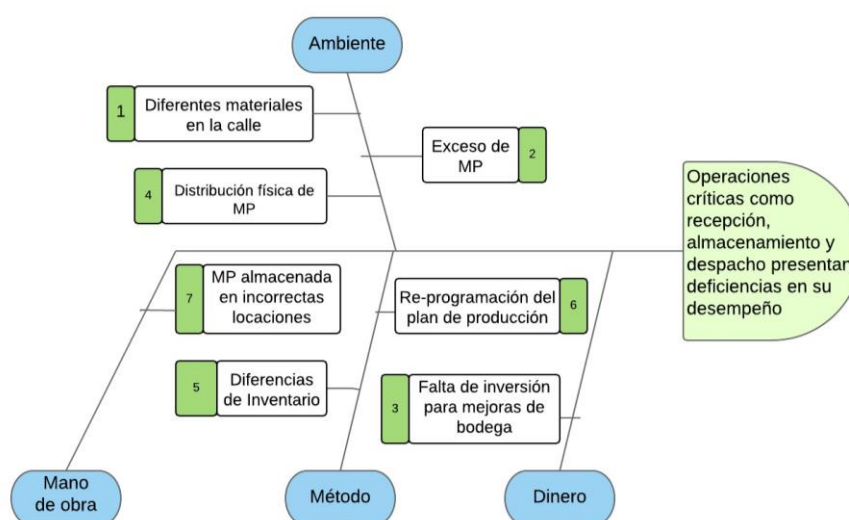 Ambiente
1
Diferentes materiales
en la calle
Exceso de
MP
2
4
Distribución física de
MP
Operaciones
críticas como
recepción,
almacenamiento y
despacho presentan
deficiencias en su
desempeño
7
MP almacenada
en incorrectas
locaciones
Re-programación del
plan de producción
6
5
Diferencias
de Inventario
3
Falta de inversión
para mejoras de
bodega
Mano
de obra
Método
Dinero